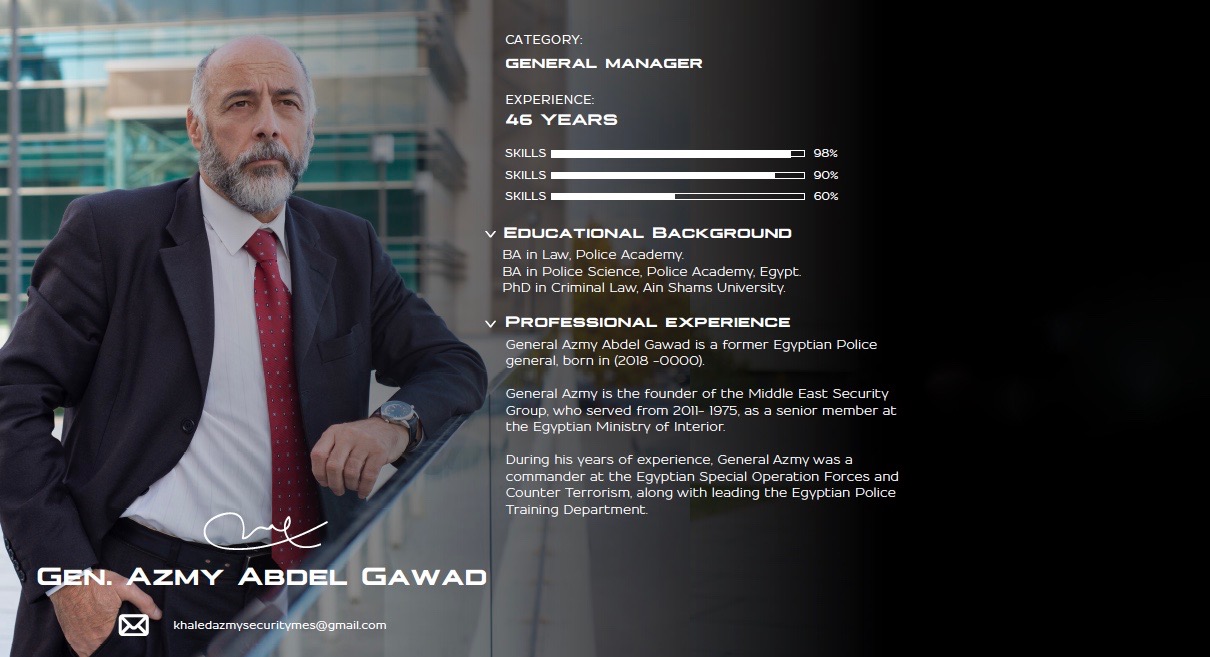 CATEGORY:
GENERAL MANAGER
EXPERIENCE:
46 YEARS
SKILLS 98%
SKILLS 90%
SKILLS 60%
EDUCATIONAL BACKGROUND
BA in Law, Police Academy.
BA in Police Science, Police Academy, Egypt.
PhD in Criminal Law, Ain Shams University.
PROFESSIONAL EXPERIENCE
General Azmy Abdel Gawad is a former Egyptian Police
general, born in (2018 -0000).
General Azmy is the founder of the Middle East Security
Group, who served from 2011- 1975, as a senior member at
the Egyptian Ministry of Interior.
During his years of experience, General Azmy was a
commander at the Egyptian Special Operation Forces and
Counter Terrorism, along with leading the Egyptian Police
Training Department.
GEN. AZMY ABDEL GAWAD
khaledazmysecuritymes@gmail.com